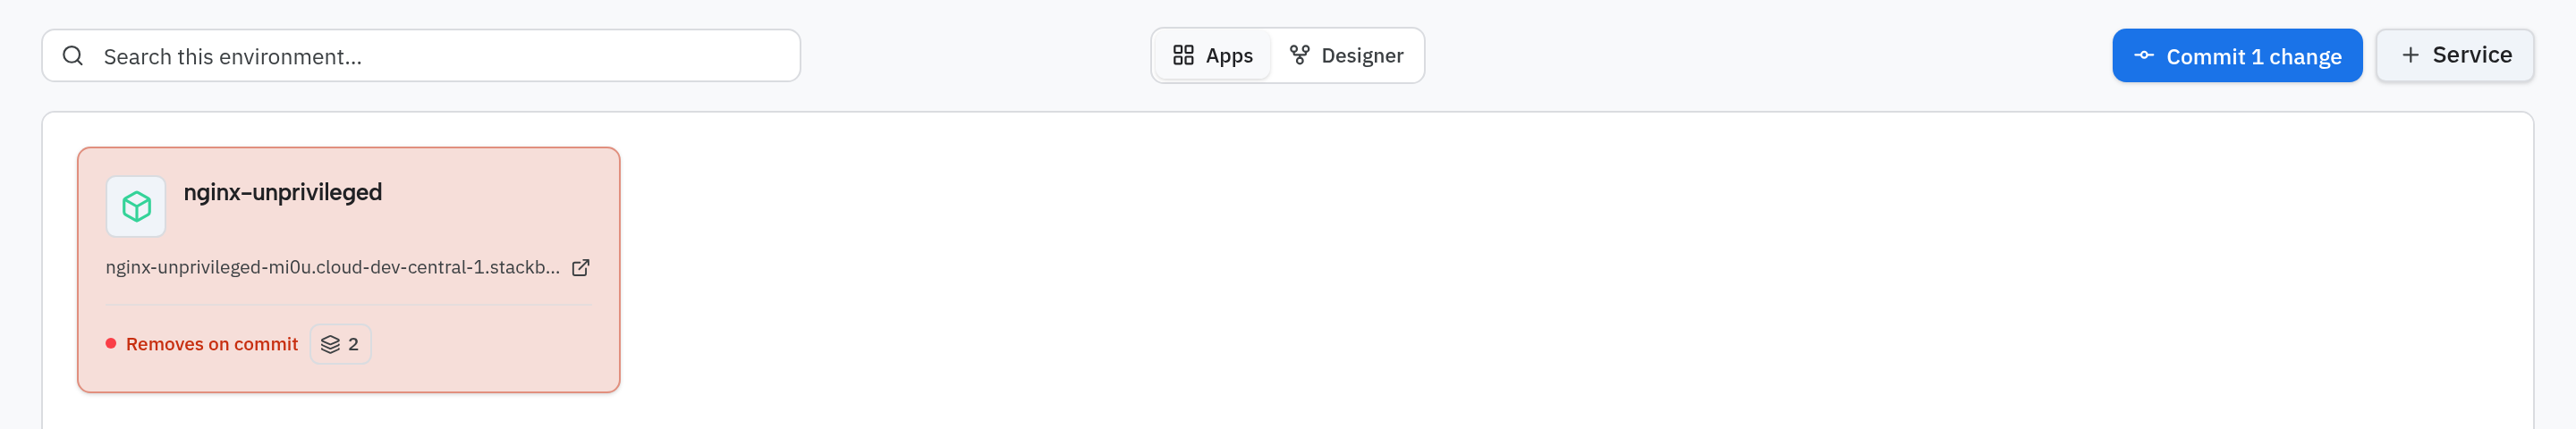 Search this environment...
Apps
Designer
Commit 1 change
+ Service
nginx-unprivileged
nginx-unprivileged-mi0u.cloud-dev-central-1.stackb...
Removes on commit
2